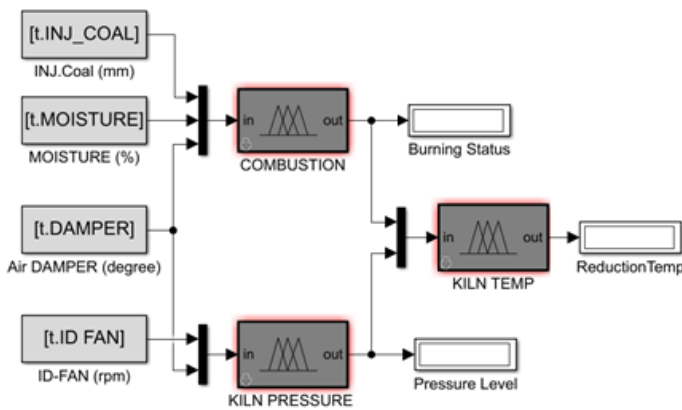 [t.INJ_COAL]
INJ.Coal (mm)
[t.MOISTURE]
MOISTURE (%)
in
out
COMBUSTION
Burning Status
[t.DAMPER]
Air DAMPER (degree)
in
out
KILN TEMP
ReductionTemp
[t.ID FAN]
ID-FAN (rpm)
in
out
KILN PRESSURE
Pressure Level